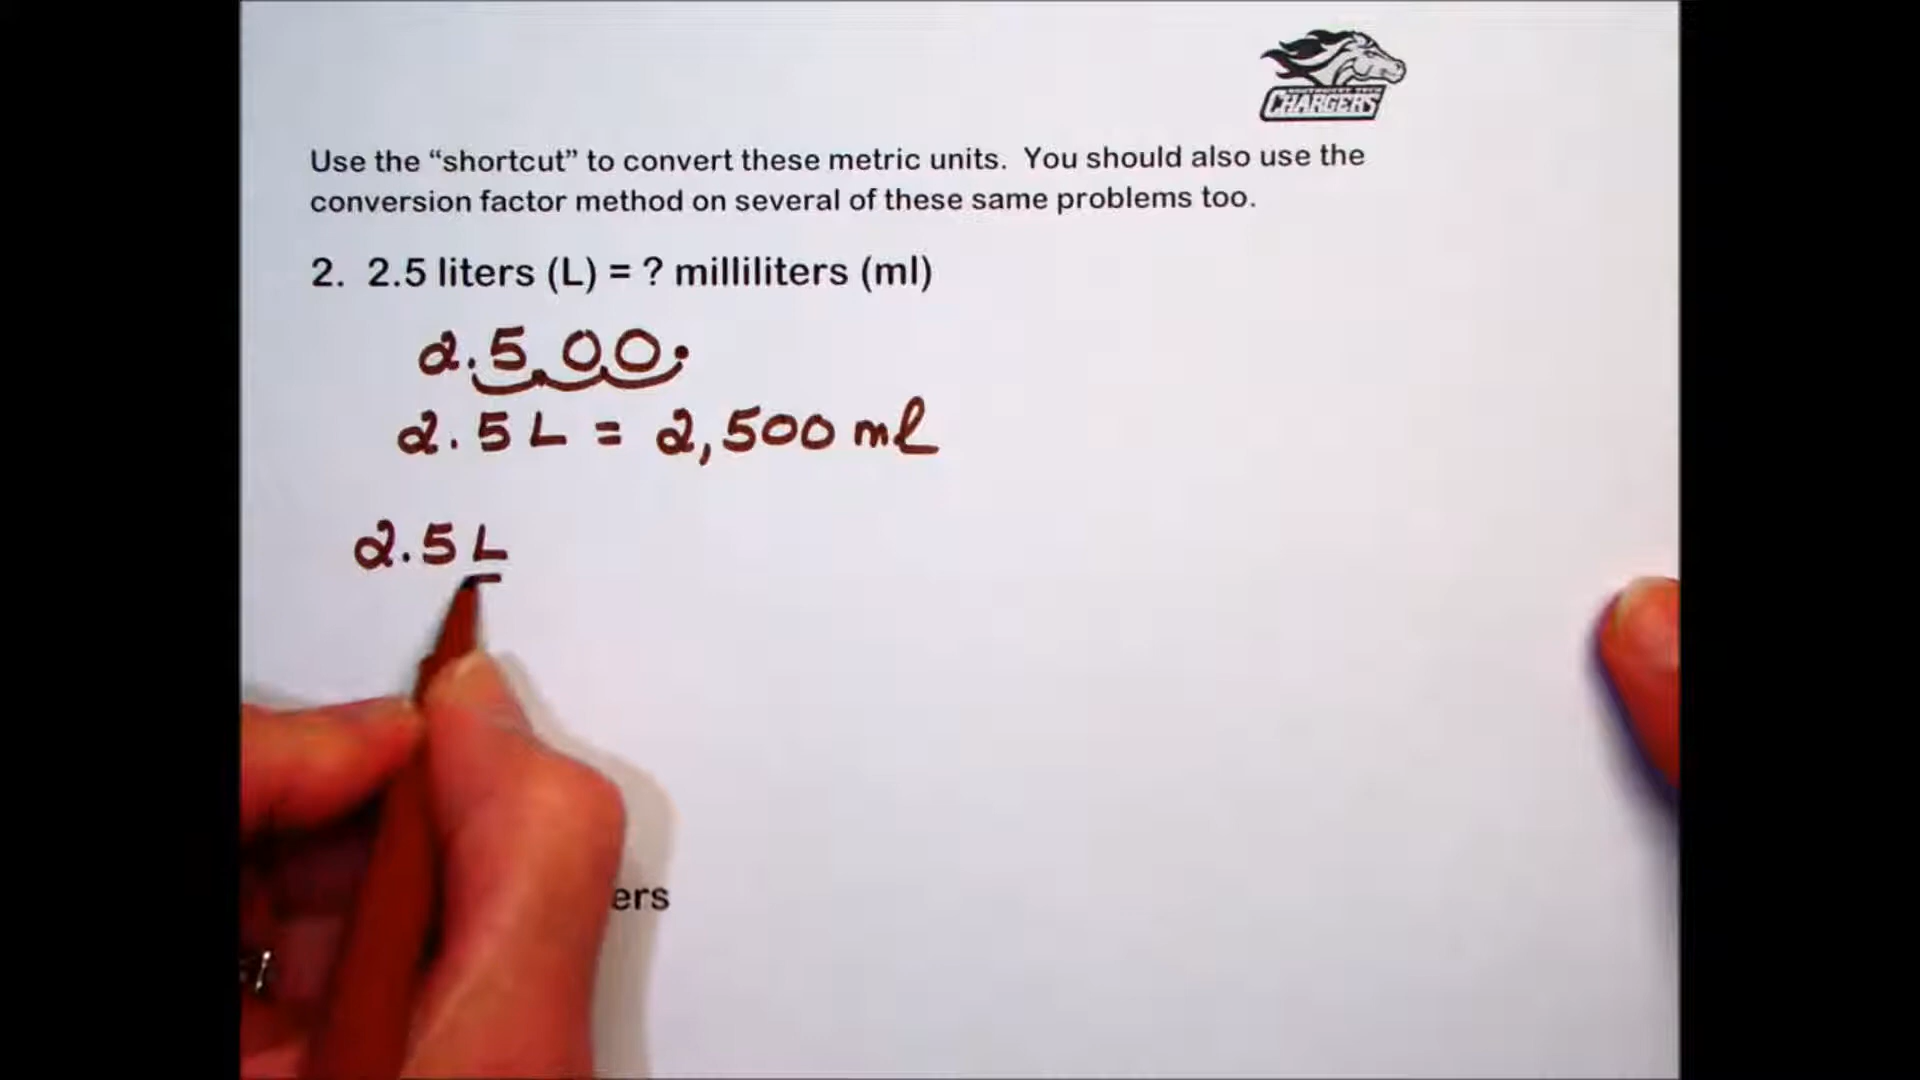 CHARGERS
Use the “shortcut” to convert these metric units. You should also use the
conversion factor method on several of these same problems too.
2. 2.5 liters (L) = ? milliliters (ml)
2.500.
2.5 L = 2,500 ml
2.5 L
ers